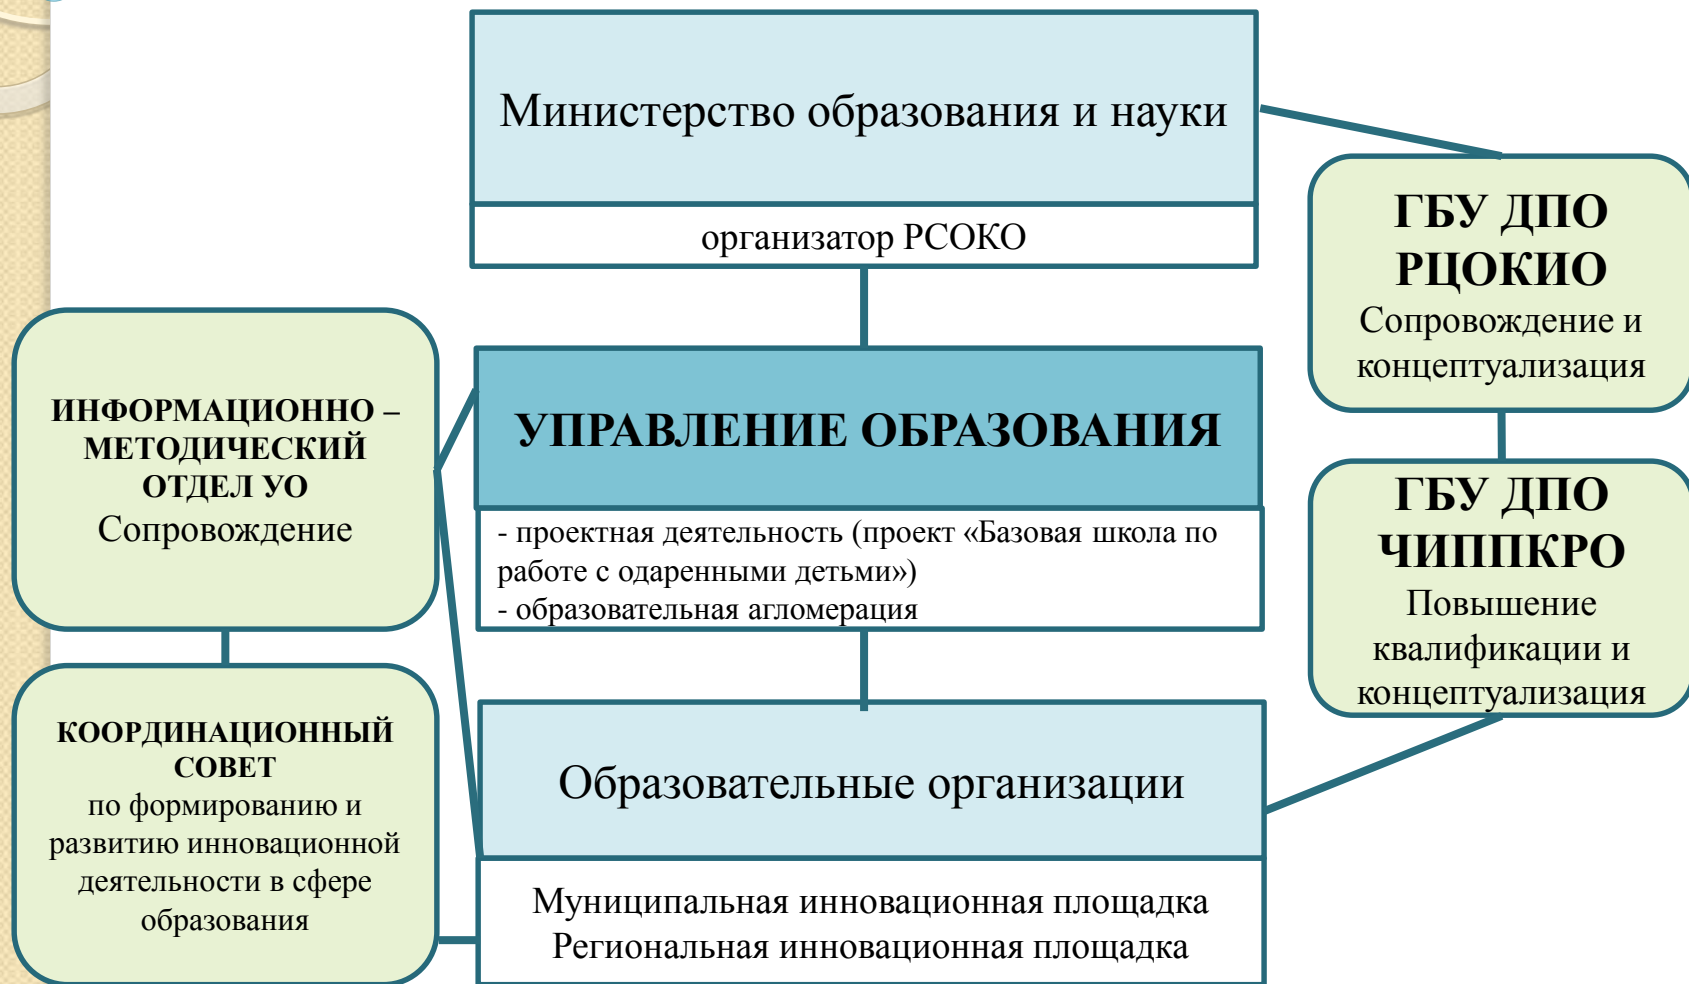 Министерство образования и науки
организатор РСОКО
ГБУ ДПО
РЦОКИО
Сопровождение и
концептуализация
ИНФОРМАЦИОННО –
МЕТОДИЧЕСКИЙ
ОТДЕЛ УО
Сопровождение
УПРАВЛЕНИЕ ОБРАЗОВАНИЯ
- проектная деятельность (проект «Базовая школа по
работе с одаренными детьми»)
- образовательная агломерация
ГБУ ДПО
ЧИППКРО
Повышение
квалификации и
концептуализация
КООРДИНАЦИОННЫЙ
СОВЕТ
по формированию и
развитию инновационной
деятельности в сфере
образования
Образовательные организации
Муниципальная инновационная площадка
Региональная инновационная площадка